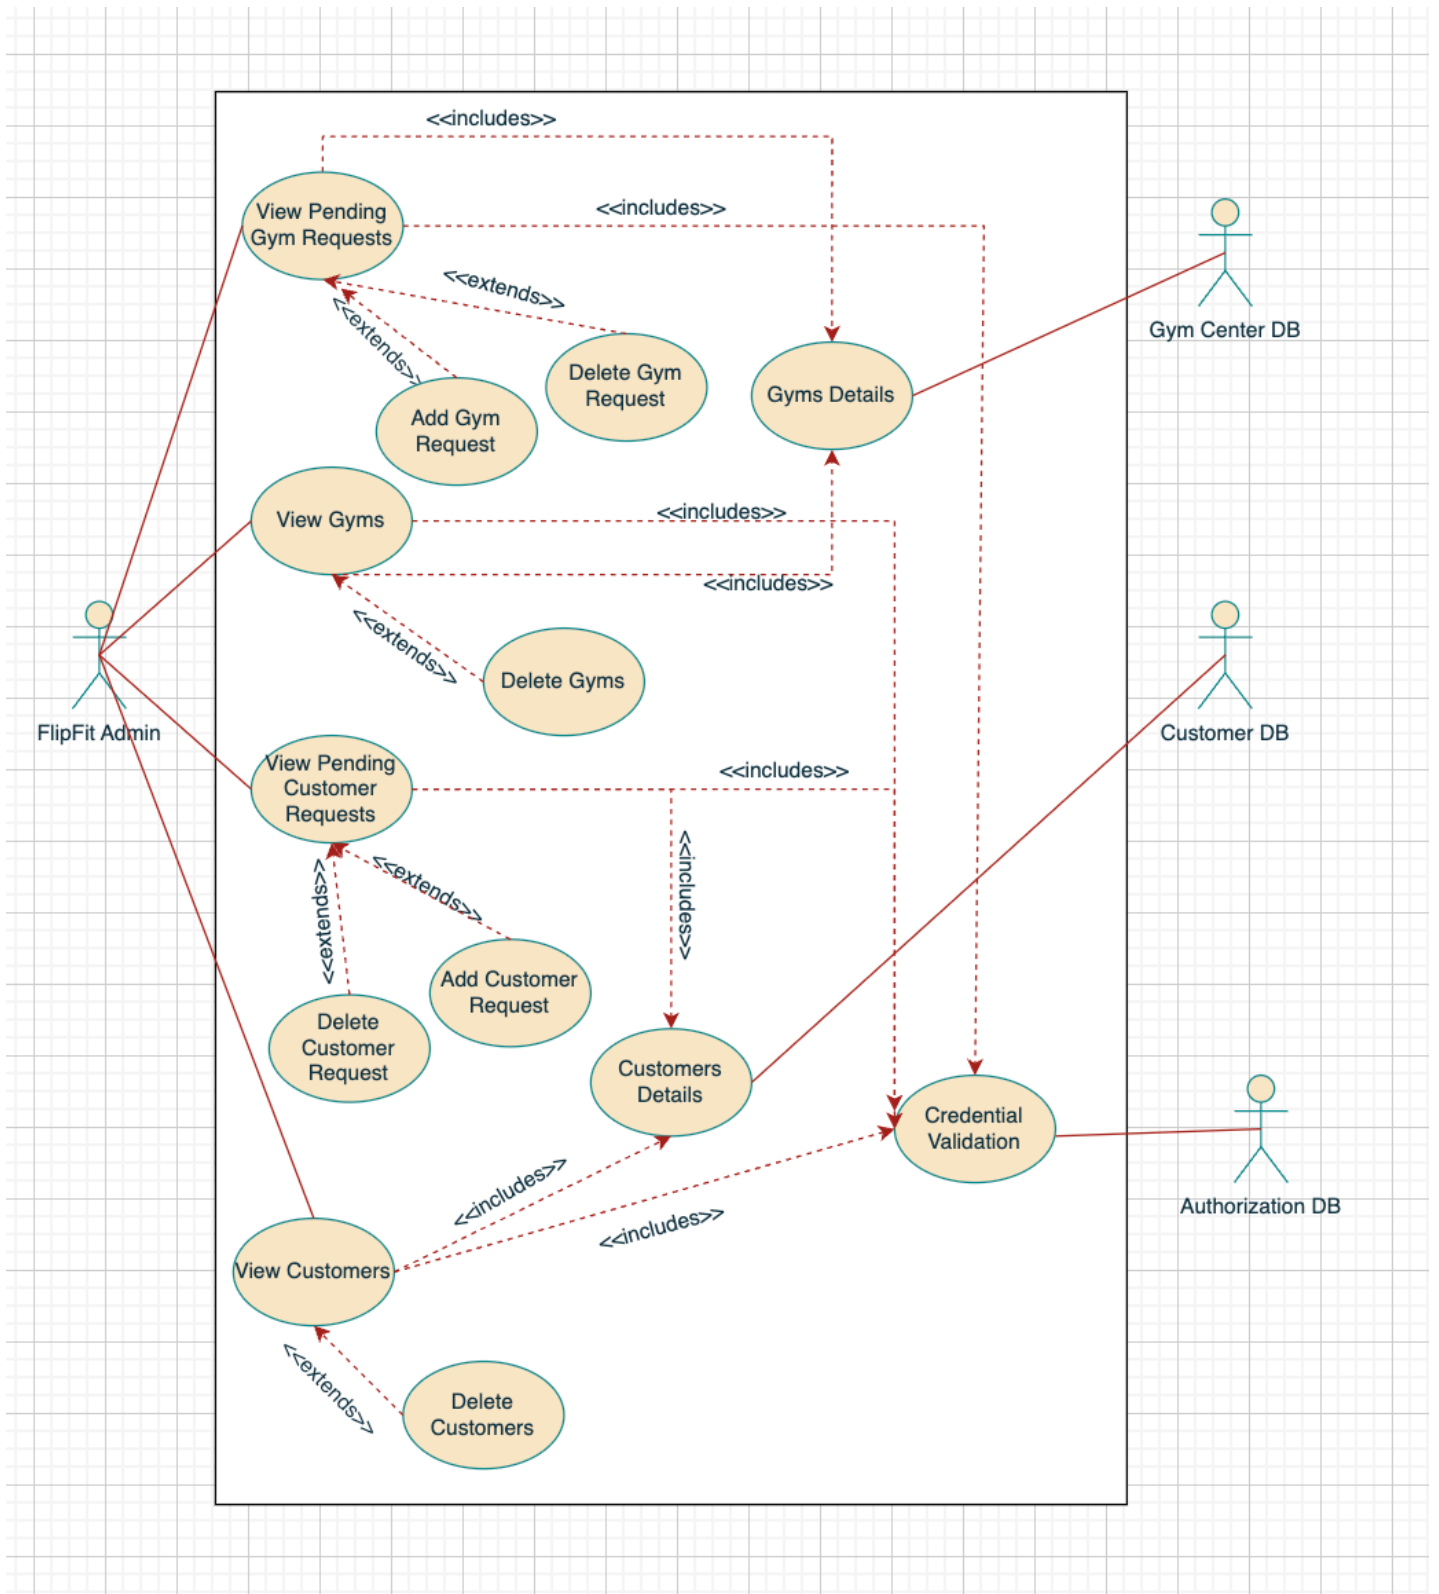 <<includes>>
View Pending
Gym Requests
<<includes>>
<<extends>>
<<extends>>
Delete Gym
Request
Add Gym
Request
Gyms Details
Gym Center DB
View Gyms
<<includes>>
<<includes>>
<<extends>>
Delete Gyms
FlipFit Admin
Customer DB
View Pending
Customer
Requests
<<includes>>
<<includes>>
<<extends>>
<<extends>>
Add Customer
Request
Delete
Customer
Request
Customers
Details
Credential
Validation
Authorization DB
<<includes>>
<<includes>>
View Customers
<<extends>>
Delete
Customers